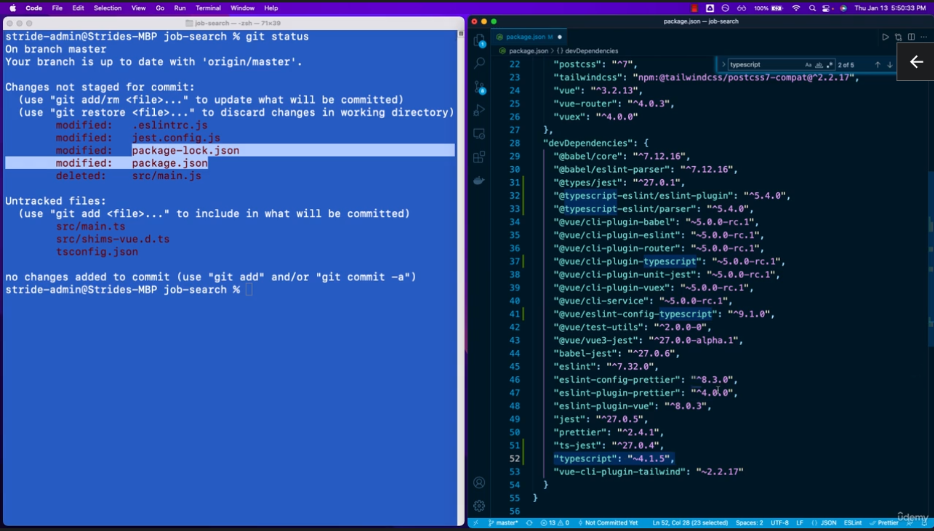 Code File Edit Selection View Go Run Terminal Window Help 100% Thu Jan 13 5:50:33 PM
job-search — -zsh — 71×28
package.json — job-search
stride-admin@Strides-MBP job-search % git status
On branch master
Your branch is up to date with 'origin/master'.
Changes not staged for commit:
(use "git add/rm <file>..." to update what will be committed)
(use "git restore <file>..." to discard changes in working directory)
modified: .eslintrc.js
modified: jest.config.js
modified: package-lock.json
modified: package.json
deleted: src/main.js
Untracked files:
(use "git add <file>..." to include in what will be committed)
src/main.ts
src/shims-vue.d.ts
tsconfig.json
no changes added to commit (use "git add" and/or "git commit -a")
stride-admin@Strides-MBP job-search %
package.json M
package.json > { } devDependencies
typescript Aa 2 of 5
22 "postcss": "^7",
23 "tailwindcss": "npm:@tailwindcss/postcss7-compat@^2.2.17",
24 "vue": "^3.2.13",
25 "vue-router": "^4.0.3",
26 "vuex": "^4.0.0"
27 },
28 "devDependencies": {
29 "@babel/core": "^7.12.16",
30 "@babel/eslint-parser": "^7.12.16",
31 "@types/jest": "^27.0.1",
32 "@typescript-eslint/eslint-plugin": "^5.4.0",
33 "@typescript-eslint/parser": "^5.4.0",
34 "@vue/cli-plugin-babel": "~5.0.0-rc.1",
35 "@vue/cli-plugin-eslint": "~5.0.0-rc.1",
36 "@vue/cli-plugin-router": "~5.0.0-rc.1",
37 "@vue/cli-plugin-typescript": "~5.0.0-rc.1",
38 "@vue/cli-plugin-unit-jest": "~5.0.0-rc.1",
39 "@vue/cli-plugin-vuex": "~5.0.0-rc.1",
40 "@vue/cli-service": "~5.0.0-rc.1",
41 "@vue/eslint-config-typescript": "^9.1.0",
42 "@vue/test-utils": "^2.0.0-0",
43 "@vue/vue3-jest": "^27.0.0-alpha.1",
44 "babel-jest": "^27.0.6",
45 "eslint": "^7.32.0",
46 "eslint-config-prettier": "^8.3.0",
47 "eslint-plugin-prettier": "^4.0.0",
48 "eslint-plugin-vue": "^8.0.3",
49 "jest": "^27.0.5",
50 "prettier": "^2.4.1",
51 "ts-jest": "^27.0.4",
52 "typescript": "~4.1.5",
53 "vue-cli-plugin-tailwind": "~2.2.17"
54 }
55 }
56
master* 13 0 Not Committed Yet Ln 52, Col 28 (23 selected) Spaces: 2 UTF-8 LF { } JSON ESLint Prettier
Udemy